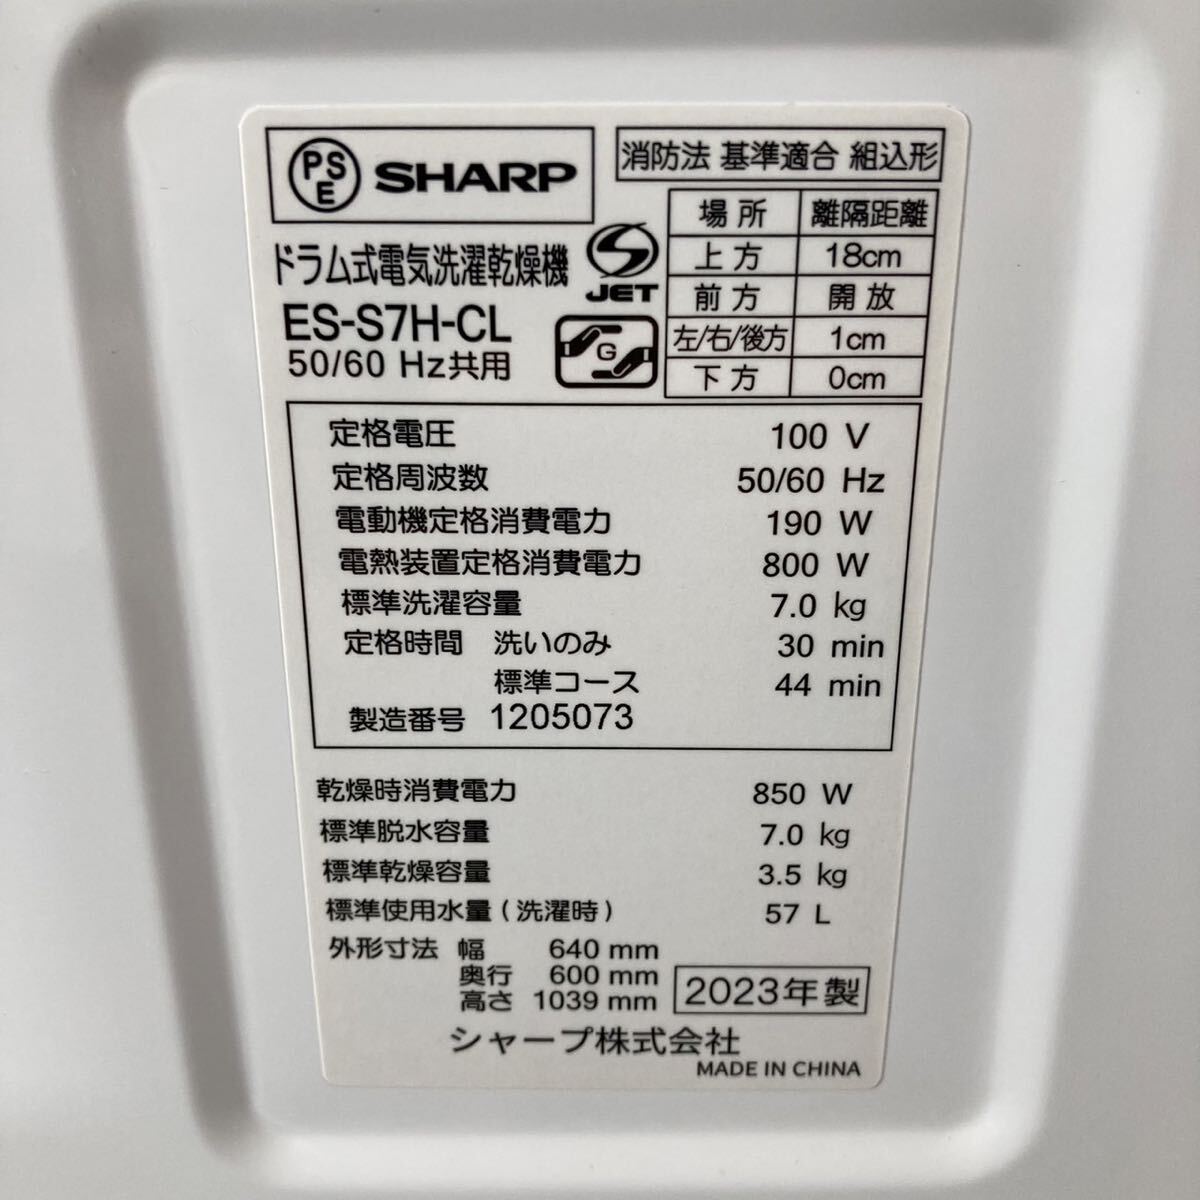 PS
E
SHARP
消防法 基準適合 組込形
ドラム式電気洗濯乾燥機
JET
ES-S7H-CL
50/60 Hz共用
G
場所 離隔距離
上方 18cm
前方 開放
左/右/後方 1cm
下方 0cm
定格電圧 100 V
定格周波数 50/60 Hz
電動機定格消費電力 190 W
電熱装置定格消費電力 800 W
標準洗濯容量 7.0 kg
定格時間 洗いのみ 30 min
標準コース 44 min
製造番号 1205073
乾燥時消費電力 850 W
標準脱水容量 7.0 kg
標準乾燥容量 3.5 kg
標準使用水量(洗濯時) 57 L
外形寸法 幅 640 mm
奥行 600 mm
高さ 1039 mm
2023年製
シャープ株式会社
MADE IN CHINA